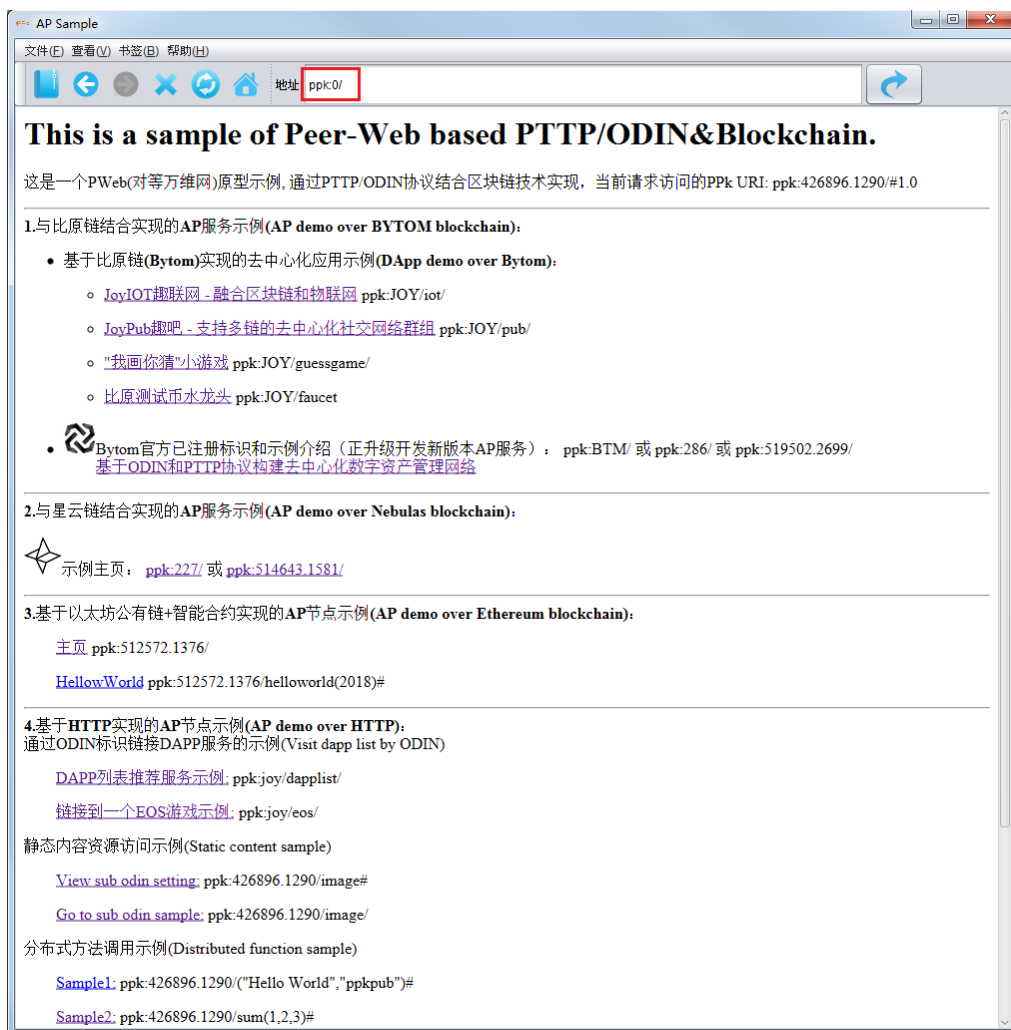 AP Sample
文件(F) 查看(V) 书签(B) 帮助(H)
地址 ppk:0/
This is a sample of Peer-Web based PTTP/ODIN&Blockchain.
这是一个PWeb(对等万维网)原型示例, 通过PTTP/ODIN协议结合区块链技术实现，当前请求访问的PPk URI: ppk:426896.1290/#1.0
1.与比原链结合实现的AP服务示例(AP demo over BYTOM blockchain)：
基于比原链(Bytom)实现的去中心化应用示例(DApp demo over Bytom)：
JoyIOT趣联网 - 融合区块链和物联网 ppk:JOY/iot/
JoyPub趣吧 - 支持多链的去中心化社交网络群组 ppk:JOY/pub/
"我画你猜"小游戏 ppk:JOY/guessgame/
比原测试币水龙头 ppk:JOY/faucet
Bytom官方已注册标识和示例介绍（正升级开发新版本AP服务）： ppk:BTM/ 或 ppk:286/ 或 ppk:519502.2699/
基于ODIN和PTTP协议构建去中心化数字资产管理网络
2.与星云链结合实现的AP服务示例(AP demo over Nebulas blockchain)：
示例主页： ppk:227/ 或 ppk:514643.1581/
3.基于以太坊公有链+智能合约实现的AP节点示例(AP demo over Ethereum blockchain)：
主页 ppk:512572.1376/
HellowWorld ppk:512572.1376/helloworld(2018)#
4.基于HTTP实现的AP节点示例(AP demo over HTTP)：
通过ODIN标识链接DAPP服务的示例(Visit dapp list by ODIN)
DAPP列表推荐服务示例: ppk:joy/dapplist/
链接到一个EOS游戏示例: ppk:joy/eos/
静态内容资源访问示例(Static content sample)
View sub odin setting: ppk:426896.1290/image#
Go to sub odin sample: ppk:426896.1290/image/
分布式方法调用示例(Distributed function sample)
Sample1: ppk:426896.1290/("Hello World","ppkpub")#
Sample2: ppk:426896.1290/sum(1,2,3)#